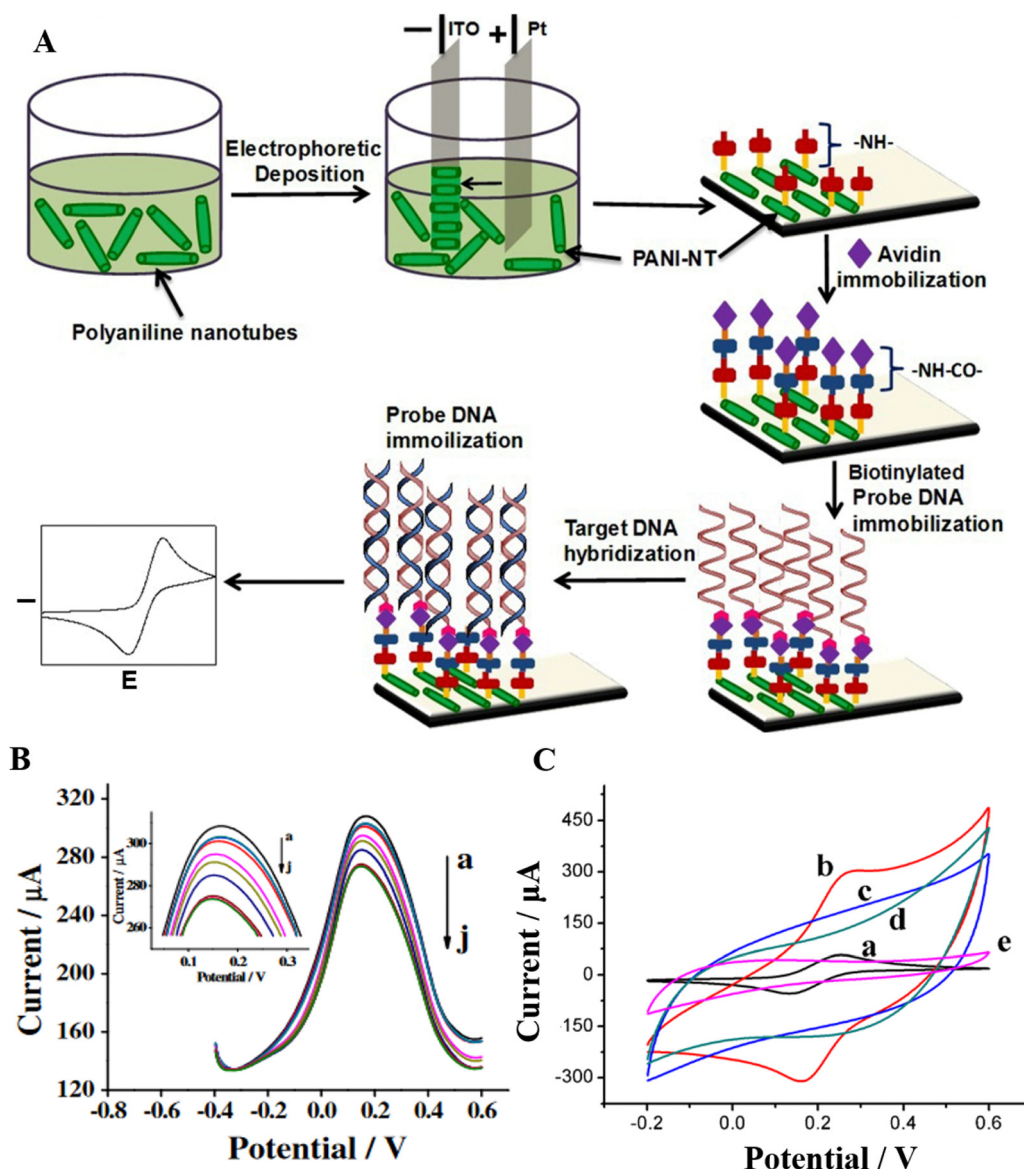 A
− ITO + Pt
Electrophoretic
Deposition
-NH-
PANI-NT
Polyaniline nanotubes
Avidin
immobilization
-NH-CO-
Probe DNA
immoilization
Biotinylated
Probe DNA
immobilization
Target DNA
hybridization
I
E
B
Current / µA
320
280
240
200
160
120
-0.8 -0.6 -0.4 -0.2 0.0 0.2 0.4 0.6
Potential / V
a
j
Current / µA
300
280
260
0.1 0.2 0.3
Potential / V
a
j
C
Current / µA
450
300
150
0
-150
-300
-0.2 0.0 0.2 0.4 0.6
Potential / V
b
c
d
a
e